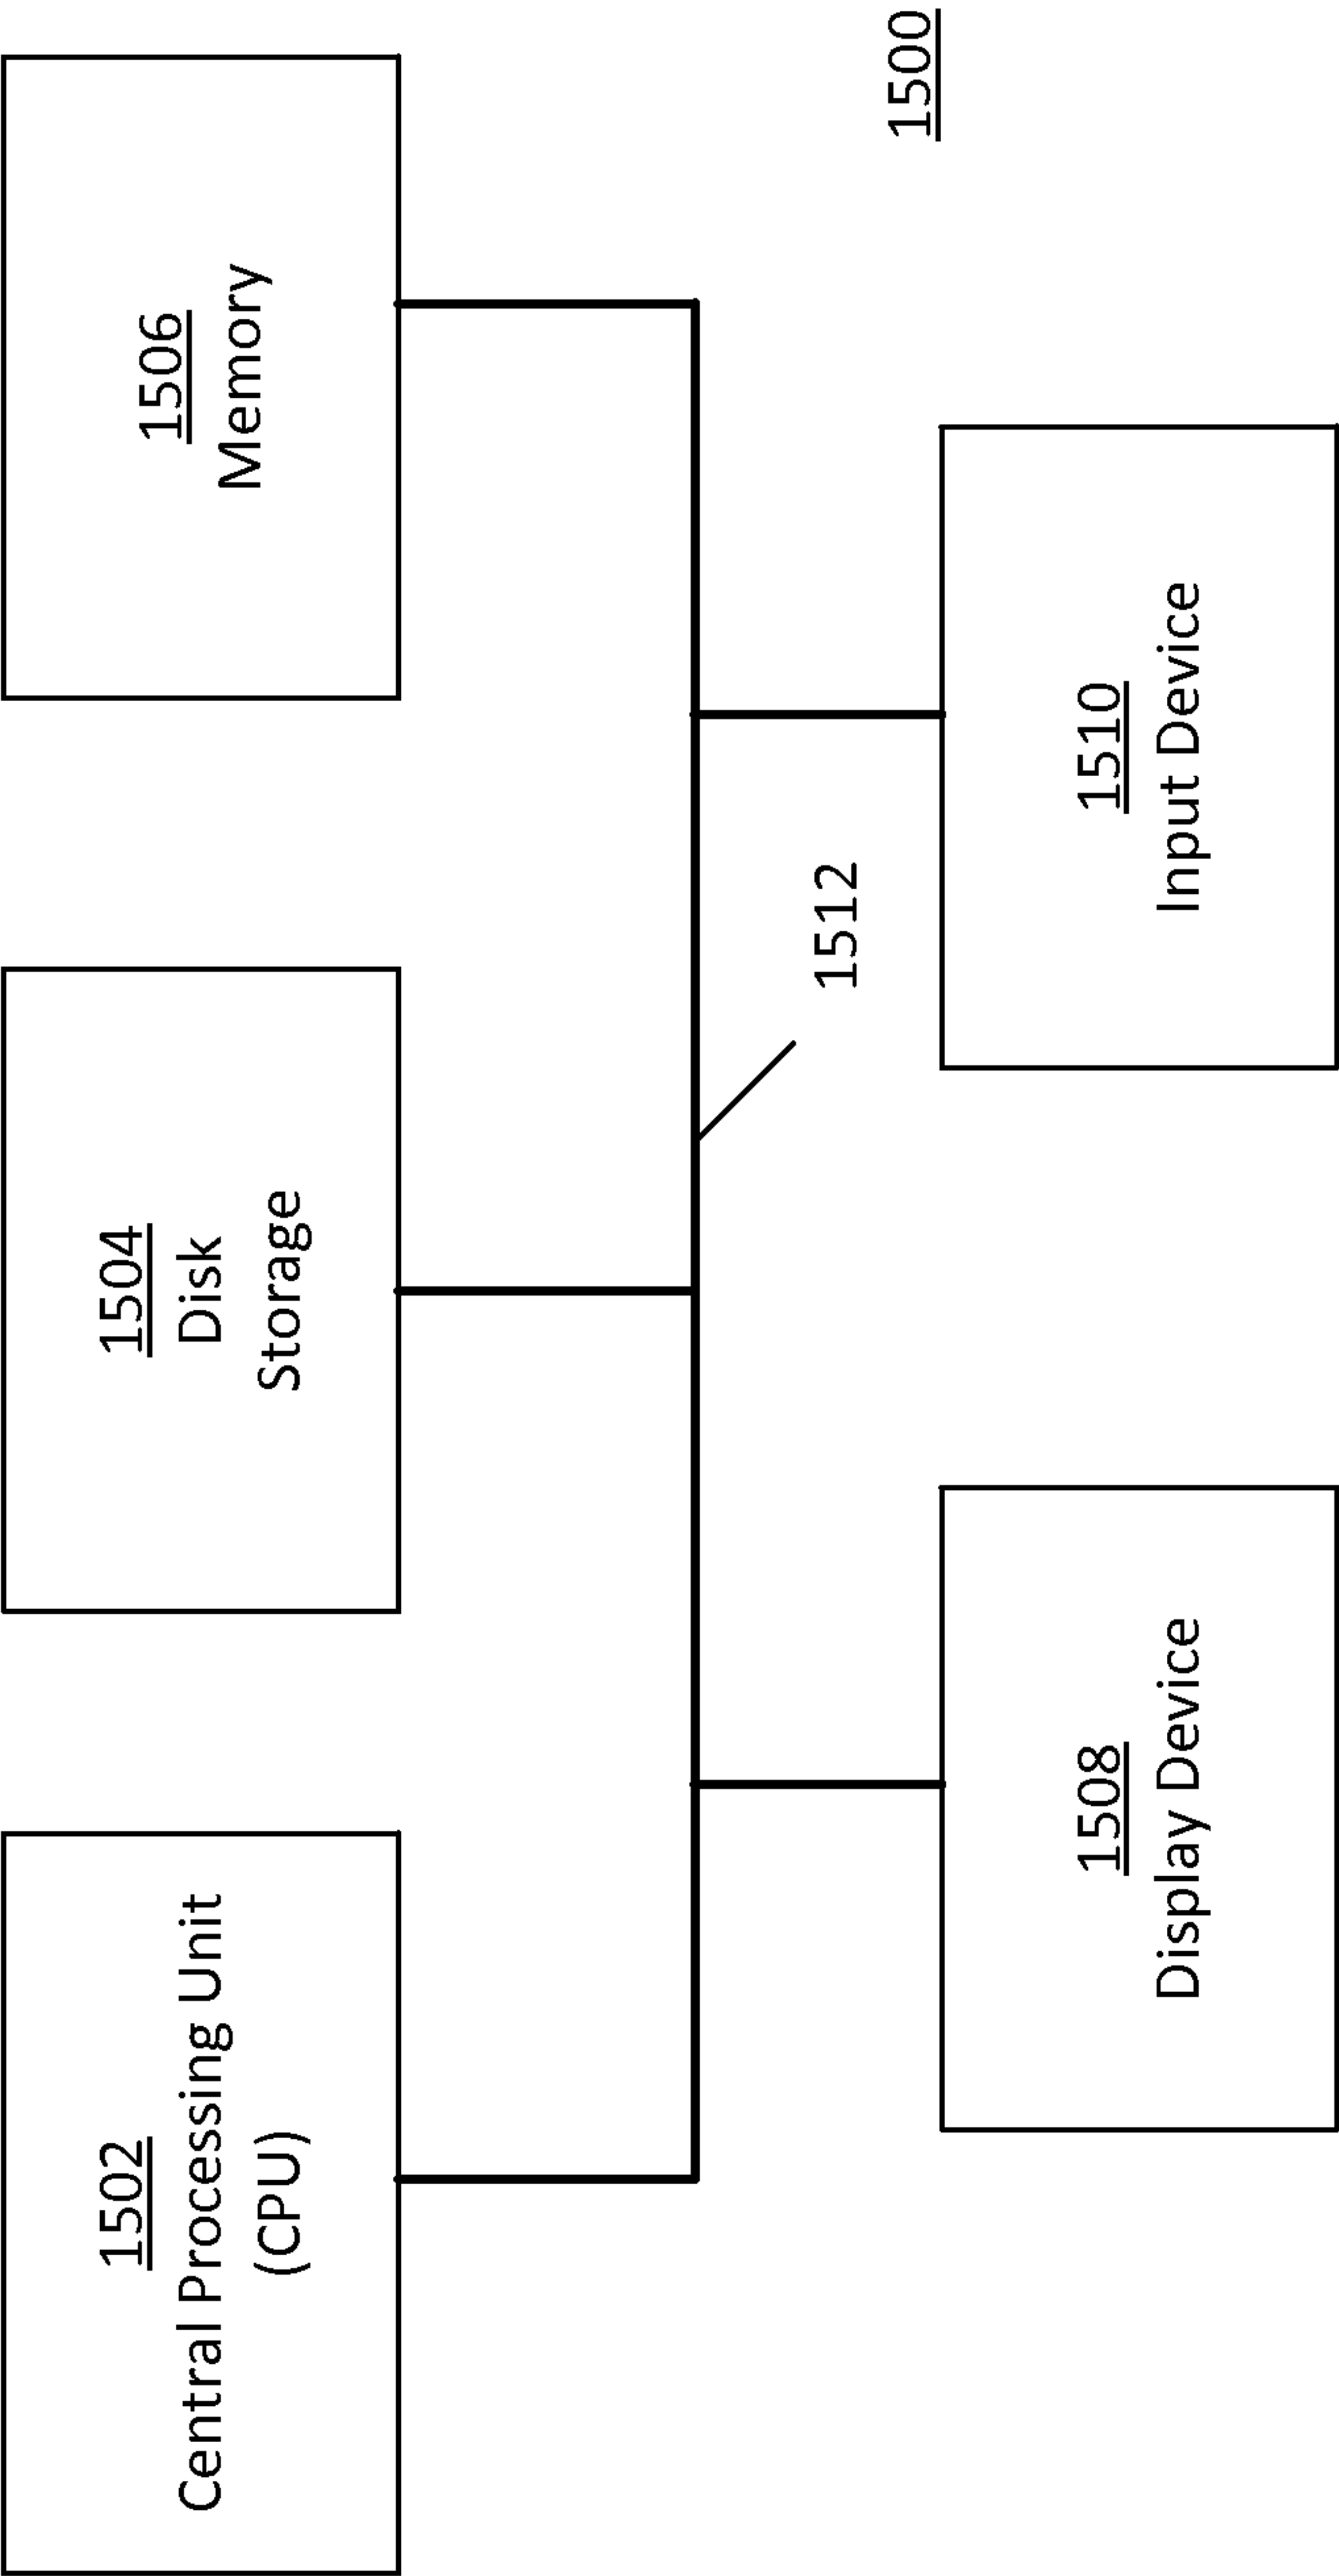 1502
Central Processing Unit
(CPU)
1504
Disk
Storage
1506
Memory
1512
1508
Display Device
1510
Input Device
1500